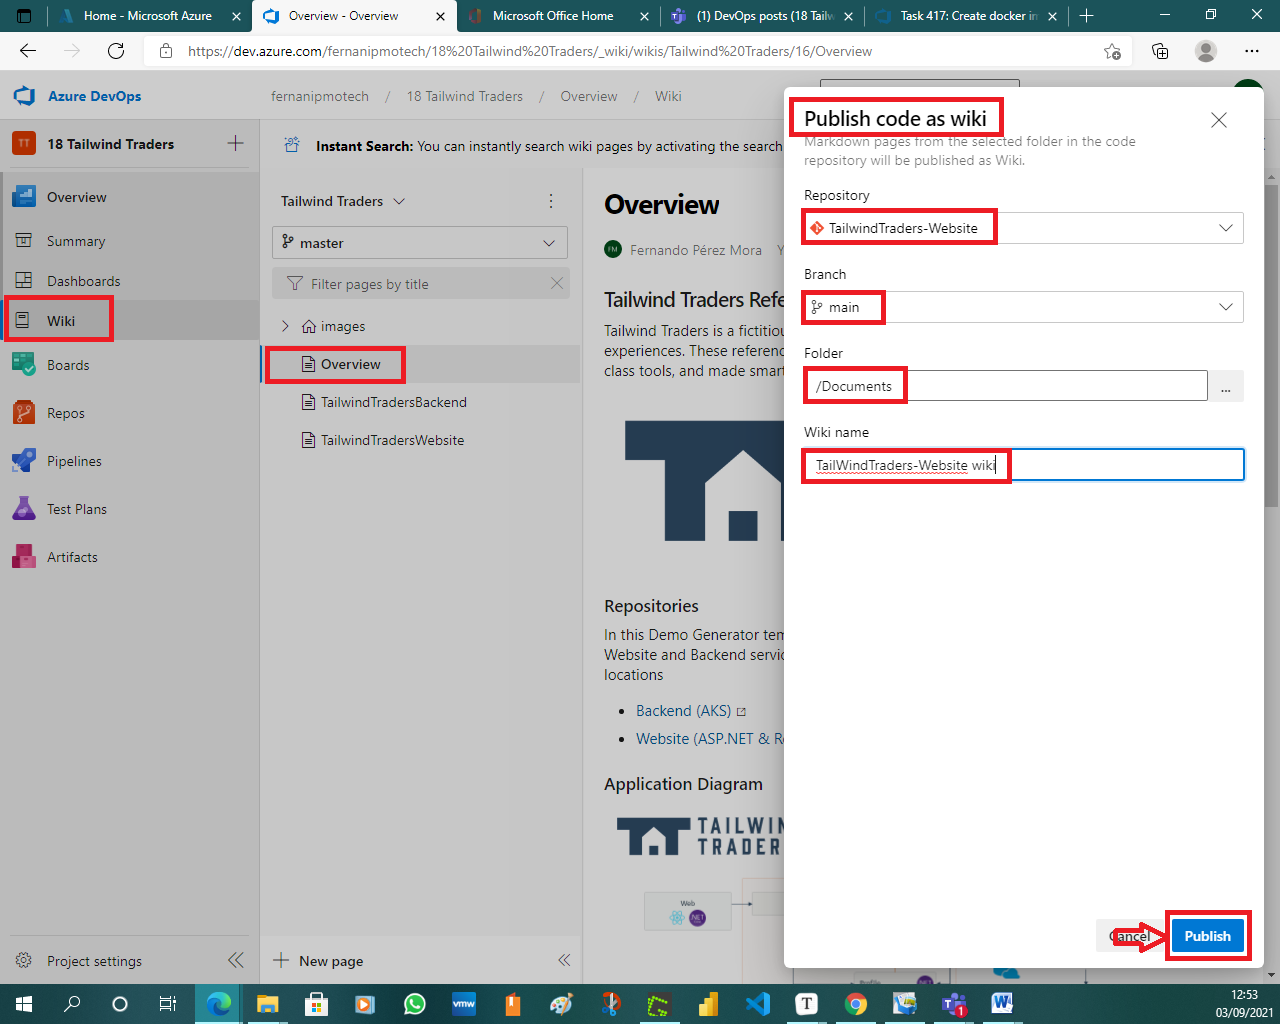 Home - Microsoft Azure
Overview - Overview
Microsoft Office Home
(1) DevOps posts (18 Tailw
Task 417: Create docker im
https://dev.azure.com/fernanipmotech/18%20Tailwind%20Traders/_wiki/wikis/Tailwind%20Traders/16/Overview
Azure DevOps
fernanipmotech / 18 Tailwind Traders / Overview / Wiki
TT 18 Tailwind Traders
Overview
Summary
Dashboards
Wiki
Boards
Repos
Pipelines
Test Plans
Artifacts
Project settings
Instant Search: You can instantly search wiki pages by activating the search
Tailwind Traders
master
Filter pages by title
images
Overview
TailwindTradersBackend
TailwindTradersWebsite
New page
Overview
FM Fernando Pérez Mora
Tailwind Traders Refe
Tailwind Traders is a fictitiou
experiences. These referenc
class tools, and made smart
Repositories
In this Demo Generator tem
Website and Backend servic
locations
Backend (AKS)
Website (ASP.NET & Re
Application Diagram
TAILWIN
TRADER
Web
.NET
Publish code as wiki
Markdown pages from the selected folder in the code
repository will be published as Wiki.
Repository
TailwindTraders-Website
Branch
main
Folder
/Documents
...
Wiki name
TailWindTraders-Website wiki
Cancel
Publish
vmw
T
1
W
12:53
03/09/2021